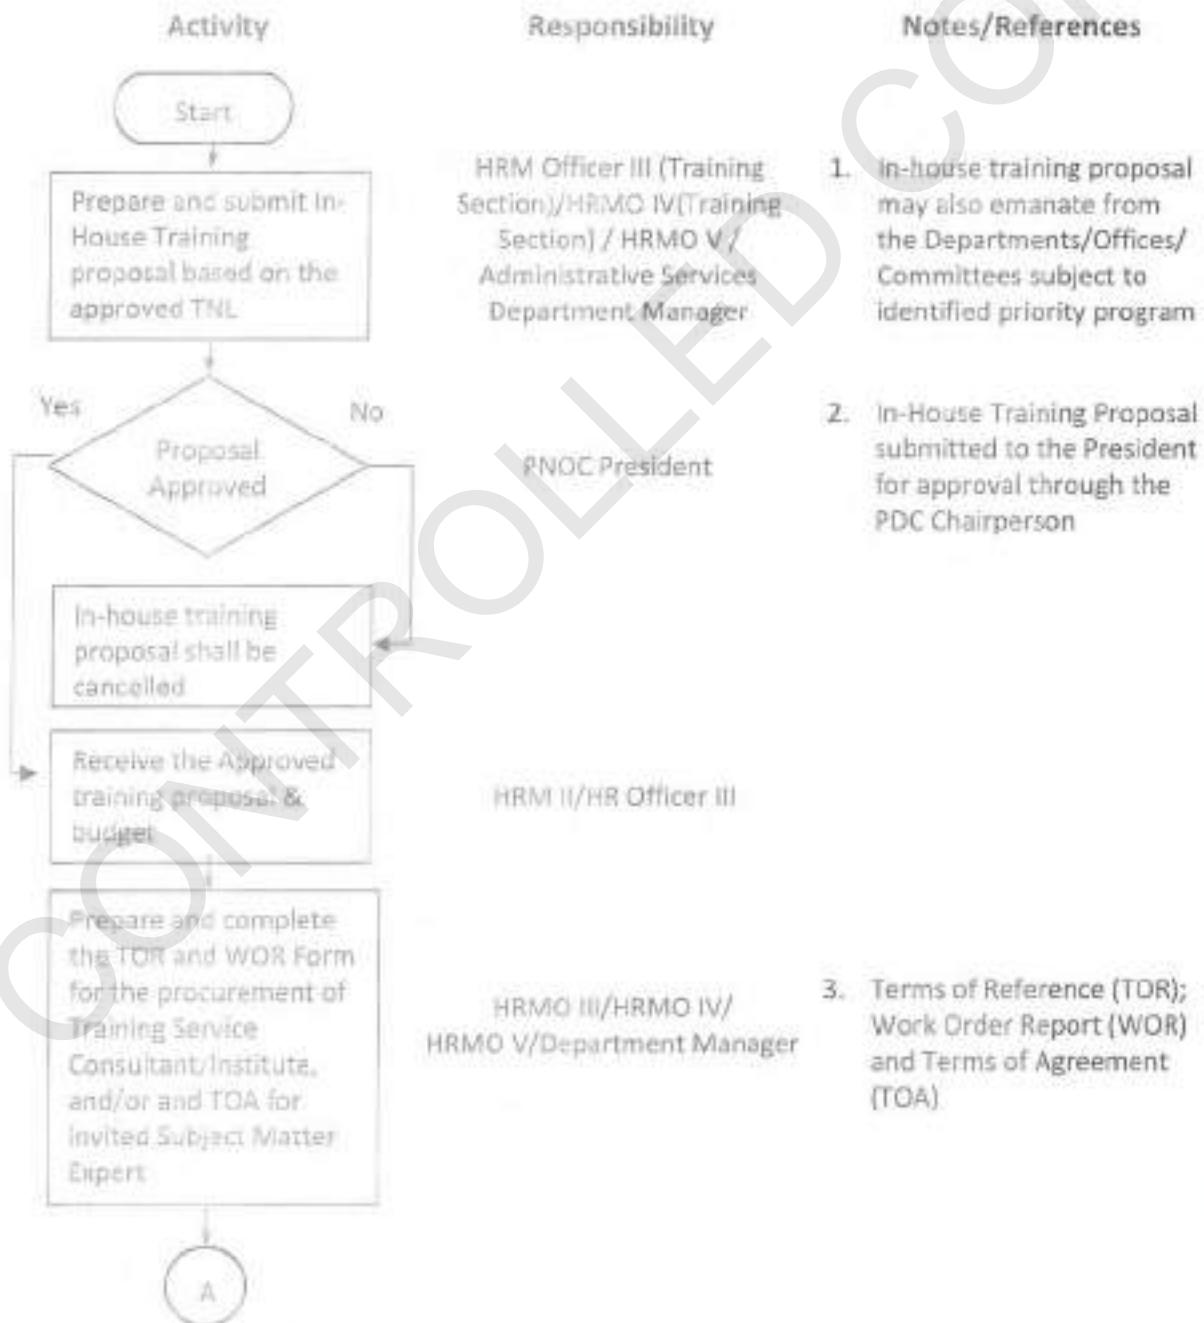 Activity
Responsibility
Notes/References
Start
Prepare and submit In-
House Training
proposal based on the
approved TNL
HRM Officer III (Training
Section)/HRMO IV(Training
Section) / HRMO V /
Administrative Services
Department Manager
1. In-house training proposal
may also emanate from
the Departments/Offices/
Committees subject to
identified priority program
Yes
No
Proposal
Approved
PNOC President
2. In-House Training Proposal
submitted to the President
for approval through the
PDC Chairperson
In-house training
proposal shall be
cancelled
Receive the Approved
training proposal &
budget
HRM II/HR Officer III
Prepare and complete
the TOR and WOR Form
for the procurement of
Training Service
Consultant/Institute,
and/or and TOA for
invited Subject Matter
Expert
HRMO III/HRMO IV/
HRMO V/Department Manager
3. Terms of Reference (TOR);
Work Order Report (WOR)
and Terms of Agreement
(TOA)
A
CONTROLLED CO